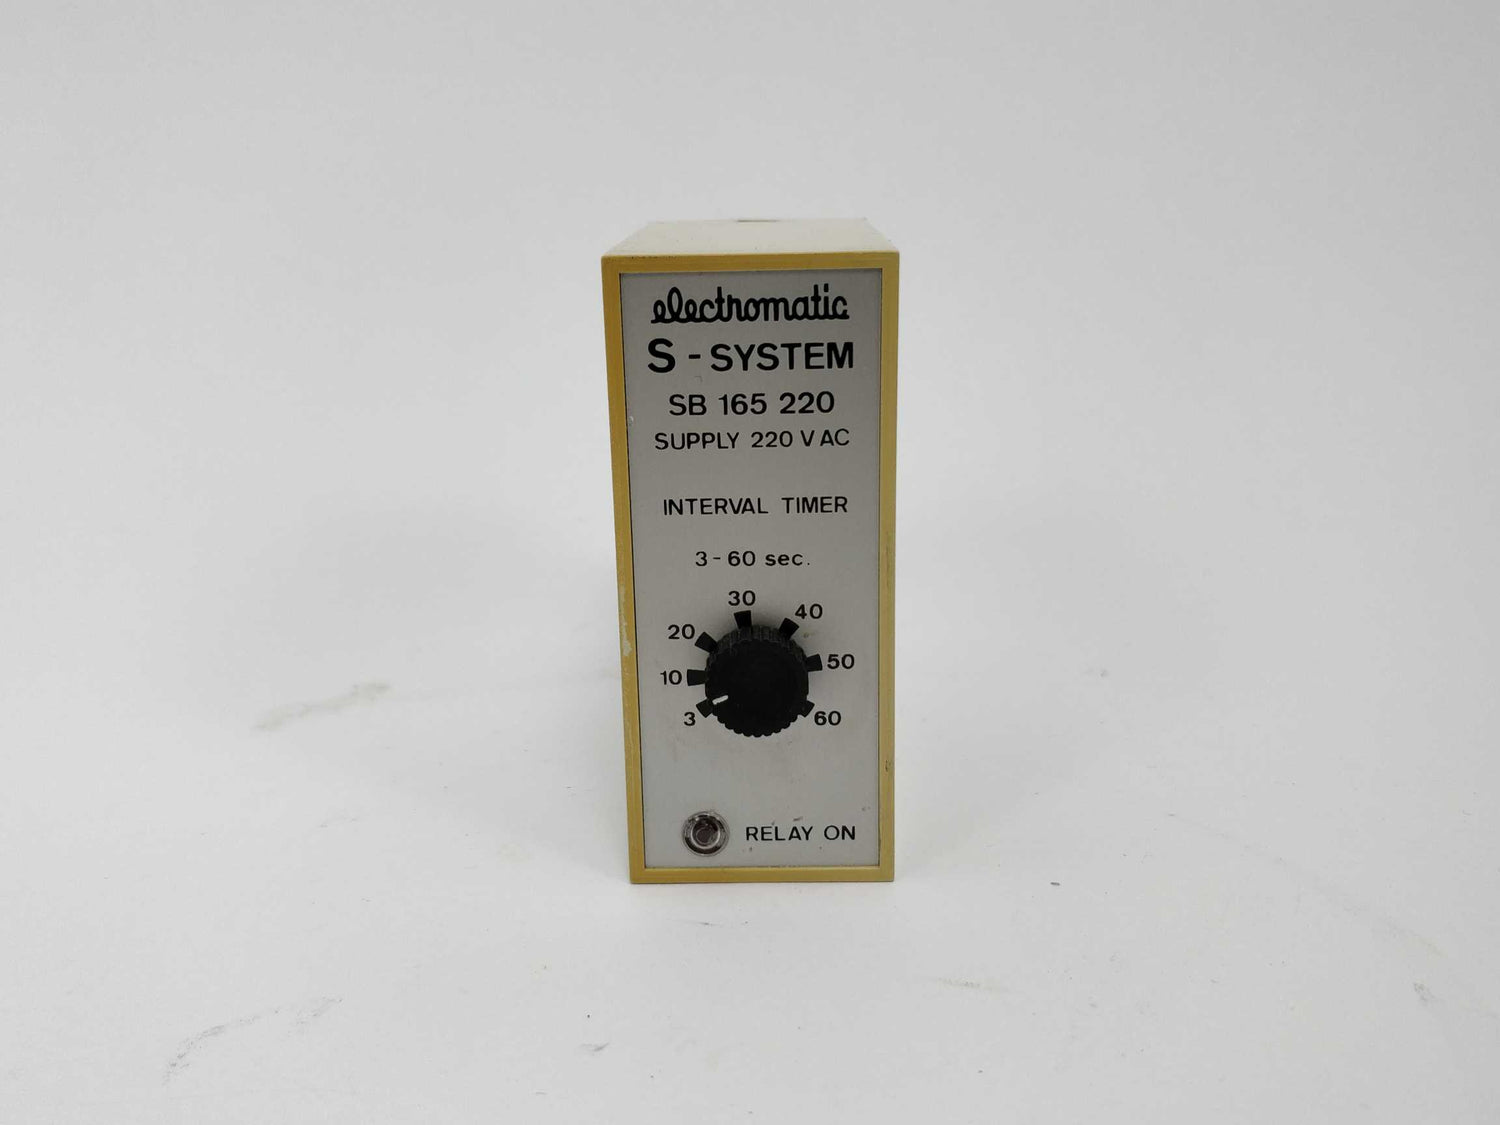 electromatic
S - SYSTEM
SB 165 220
SUPPLY 220 V AC
INTERVAL TIMER
3 - 60 sec.
30
40
20
50
10
3
60
RELAY ON